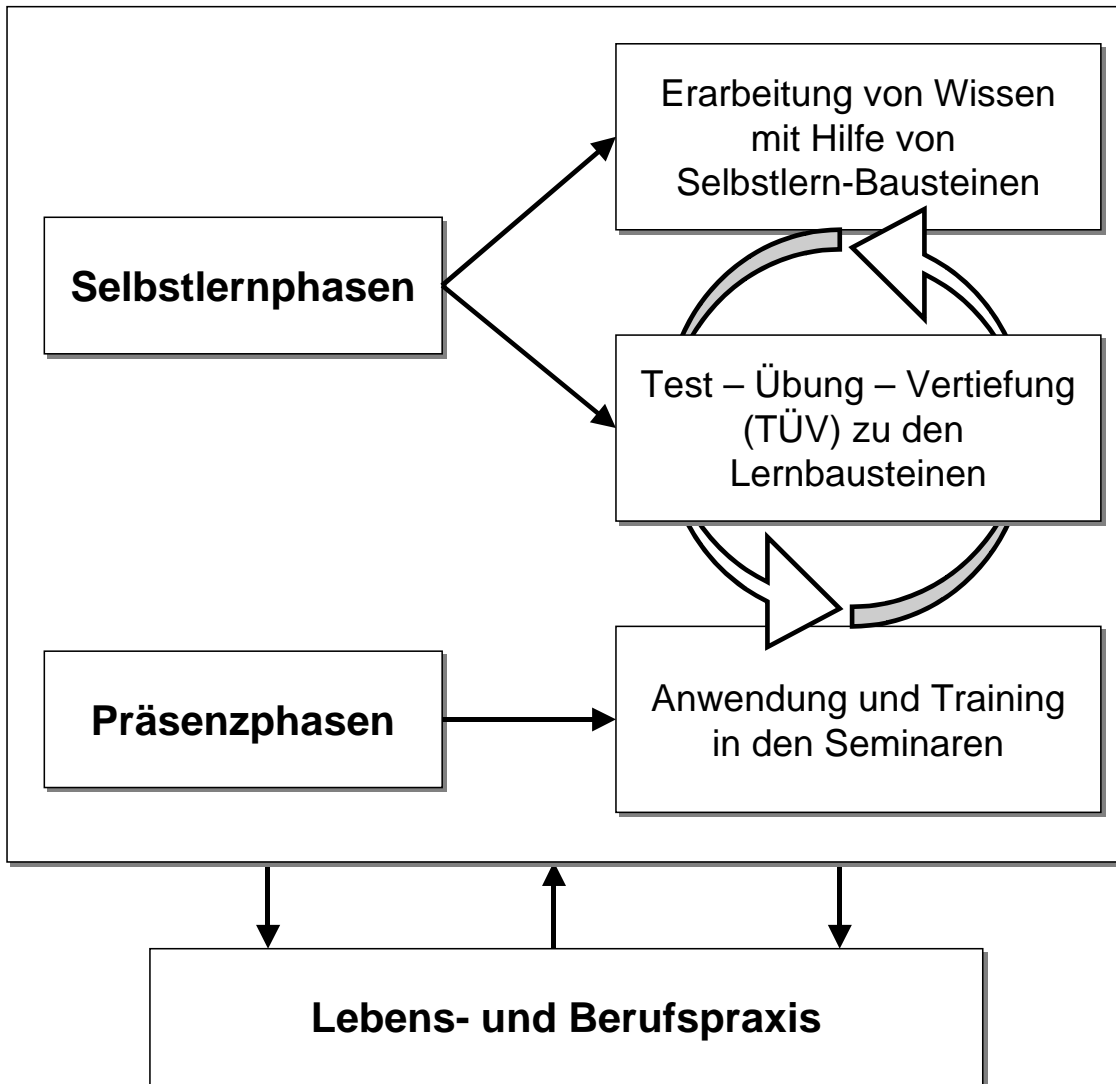 Erarbeitung von Wissen
mit Hilfe von
Selbstlern-Bausteinen
Selbstlernphasen
Test – Übung – Vertiefung
(TÜV) zu den
Lernbausteinen
Präsenzphasen
Anwendung und Training
in den Seminaren
Lebens- und Berufspraxis